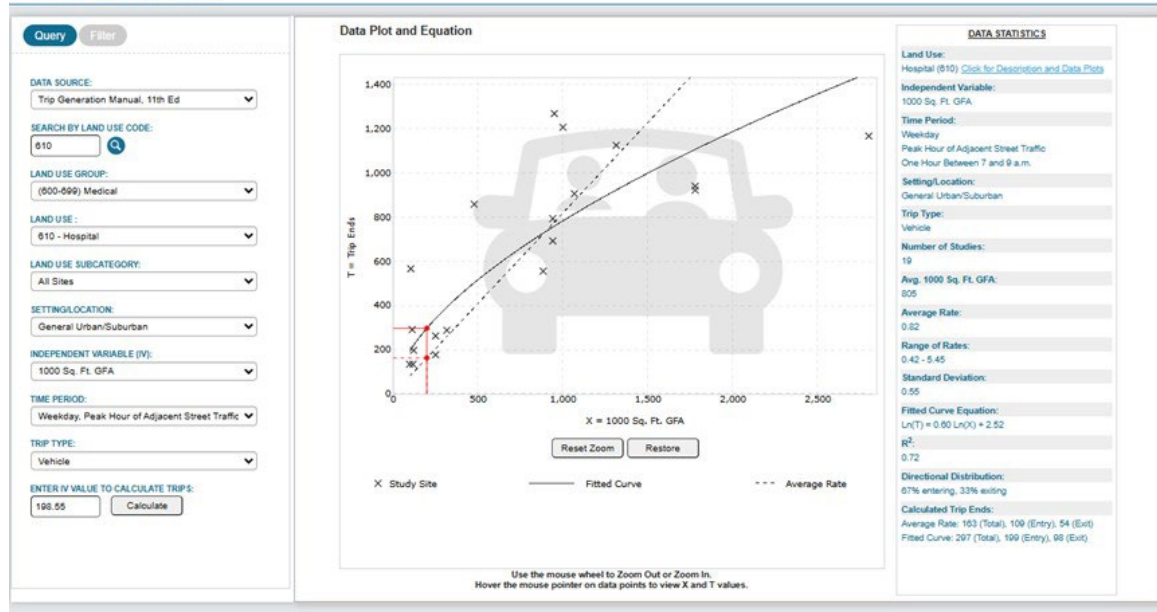 Query
Filter
DATA SOURCE:
Trip Generation Manual, 11th Ed
SEARCH BY LAND USE CODE:
610
LAND USE GROUP:
(600-699) Medical
LAND USE :
610 - Hospital
LAND USE SUBCATEGORY:
All Sites
SETTING/LOCATION:
General Urban/Suburban
INDEPENDENT VARIABLE (IV):
1000 Sq. Ft. GFA
TIME PERIOD:
Weekday, Peak Hour of Adjacent Street Traffic
TRIP TYPE:
Vehicle
ENTER IV VALUE TO CALCULATE TRIPS:
198.55
Calculate
Data Plot and Equation
T = Trip Ends
1,400
1,200
1,000
800
600
400
200
0
0 500 1,000 1,500 2,000 2,500
X = 1000 Sq. Ft. GFA
Reset Zoom Restore
Study Site Fitted Curve Average Rate
Use the mouse wheel to Zoom Out or Zoom In.
Hover the mouse pointer on data points to view X and T values.
DATA STATISTICS
Land Use:
Hospital (610) Click for Description and Data Plots
Independent Variable:
1000 Sq. Ft. GFA
Time Period:
Weekday
Peak Hour of Adjacent Street Traffic
One Hour Between 7 and 9 a.m.
Setting/Location:
General Urban/Suburban
Trip Type:
Vehicle
Number of Studies:
19
Avg. 1000 Sq. Ft. GFA:
805
Average Rate:
0.82
Range of Rates:
0.42 - 5.45
Standard Deviation:
0.55
Fitted Curve Equation:
Ln(T) = 0.60 Ln(X) + 2.52
R²:
0.72
Directional Distribution:
67% entering, 33% exiting
Calculated Trip Ends:
Average Rate: 163 (Total), 109 (Entry), 54 (Exit)
Fitted Curve: 297 (Total), 199 (Entry), 98 (Exit)